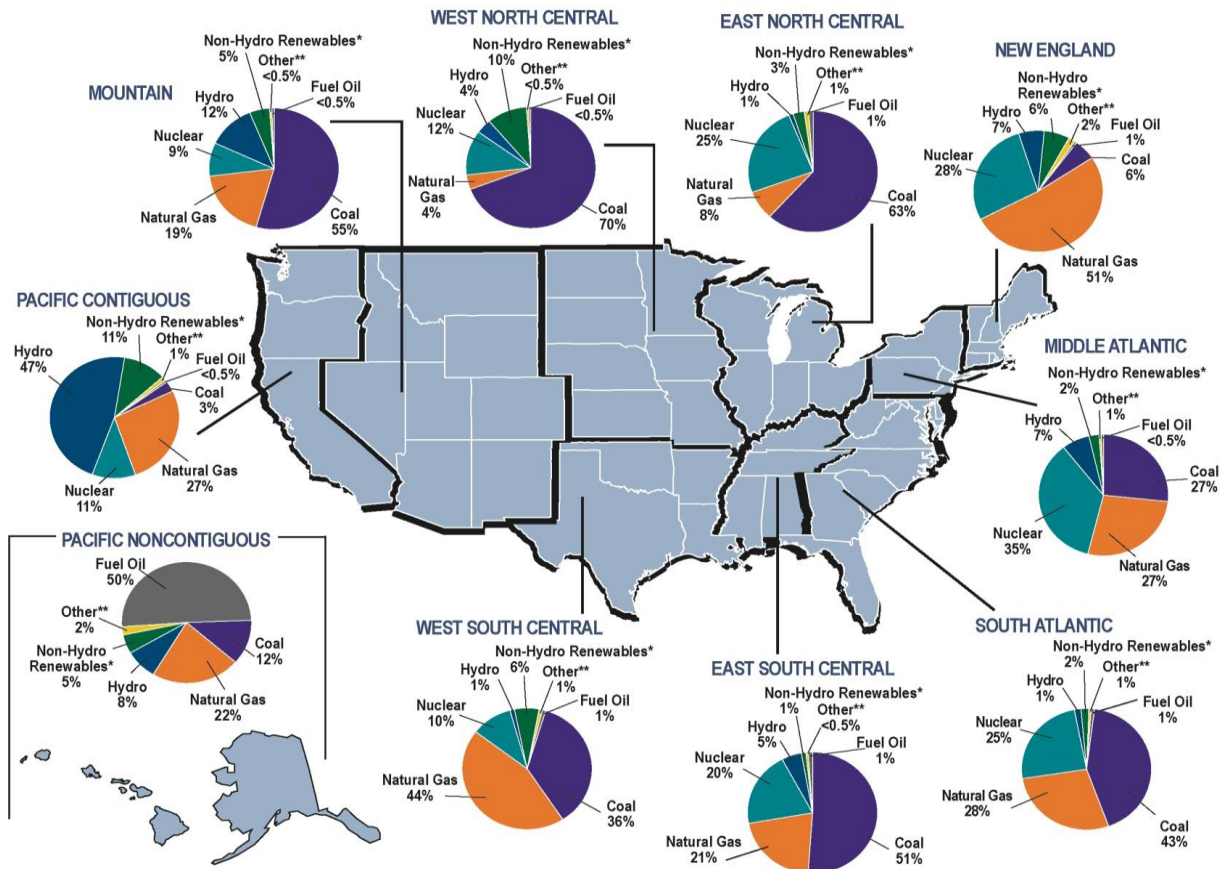 WEST NORTH CENTRAL
Non-Hydro Renewables*
10%
Other**
<0.5%
Hydro
4%
Fuel Oil
<0.5%
Nuclear
12%
Natural
Gas
4%
Coal
70%
EAST NORTH CENTRAL
Non-Hydro Renewables*
3%
Other**
1%
Hydro
1%
Fuel Oil
1%
Nuclear
25%
Natural
Gas
8%
Coal
63%
NEW ENGLAND
Non-Hydro
Renewables*
6%
Other**
2%
Hydro
7%
Fuel Oil
1%
Nuclear
28%
Coal
6%
Natural Gas
51%
MOUNTAIN
Non-Hydro Renewables*
5%
Other**
<0.5%
Fuel Oil
<0.5%
Hydro
12%
Nuclear
9%
Natural Gas
19%
Coal
55%
PACIFIC CONTIGUOUS
Non-Hydro Renewables*
11%
Other**
1%
Hydro
47%
Fuel Oil
<0.5%
Coal
3%
Natural Gas
27%
Nuclear
11%
MIDDLE ATLANTIC
Non-Hydro Renewables*
2%
Other**
1%
Hydro
7%
Fuel Oil
<0.5%
Coal
27%
Nuclear
35%
Natural Gas
27%
PACIFIC NONCONTIGUOUS
Fuel Oil
50%
Other**
2%
Coal
12%
Non-Hydro
Renewables*
5%
Hydro
8%
Natural Gas
22%
WEST SOUTH CENTRAL
Non-Hydro Renewables*
6%
Hydro
1%
Other**
1%
Nuclear
10%
Fuel Oil
1%
Natural Gas
44%
Coal
36%
EAST SOUTH CENTRAL
Non-Hydro Renewables*
1%
Other**
<0.5%
Hydro
5%
Fuel Oil
1%
Nuclear
20%
Natural Gas
21%
Coal
51%
SOUTH ATLANTIC
Non-Hydro Renewables*
2%
Other**
1%
Hydro
1%
Fuel Oil
1%
Nuclear
25%
Natural Gas
28%
Coal
43%